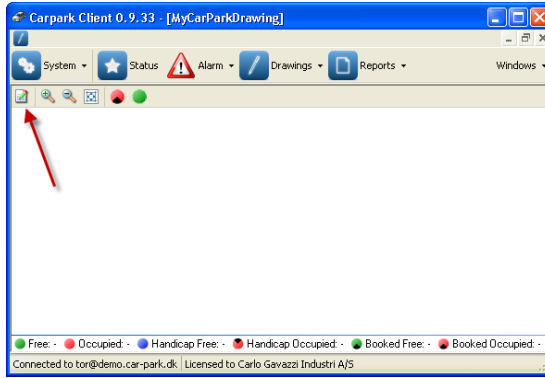 Carpark Client 0.9.33 - [MyCarParkDrawing]
System Status Alarm Drawings Reports Windows
Free: - Occupied: - Handicap Free: - Handicap Occupied: - Booked Free: - Booked Occupied: -
Connected to tor@demo.car-park.dk Licensed to Carlo Gavazzi Industri A/S